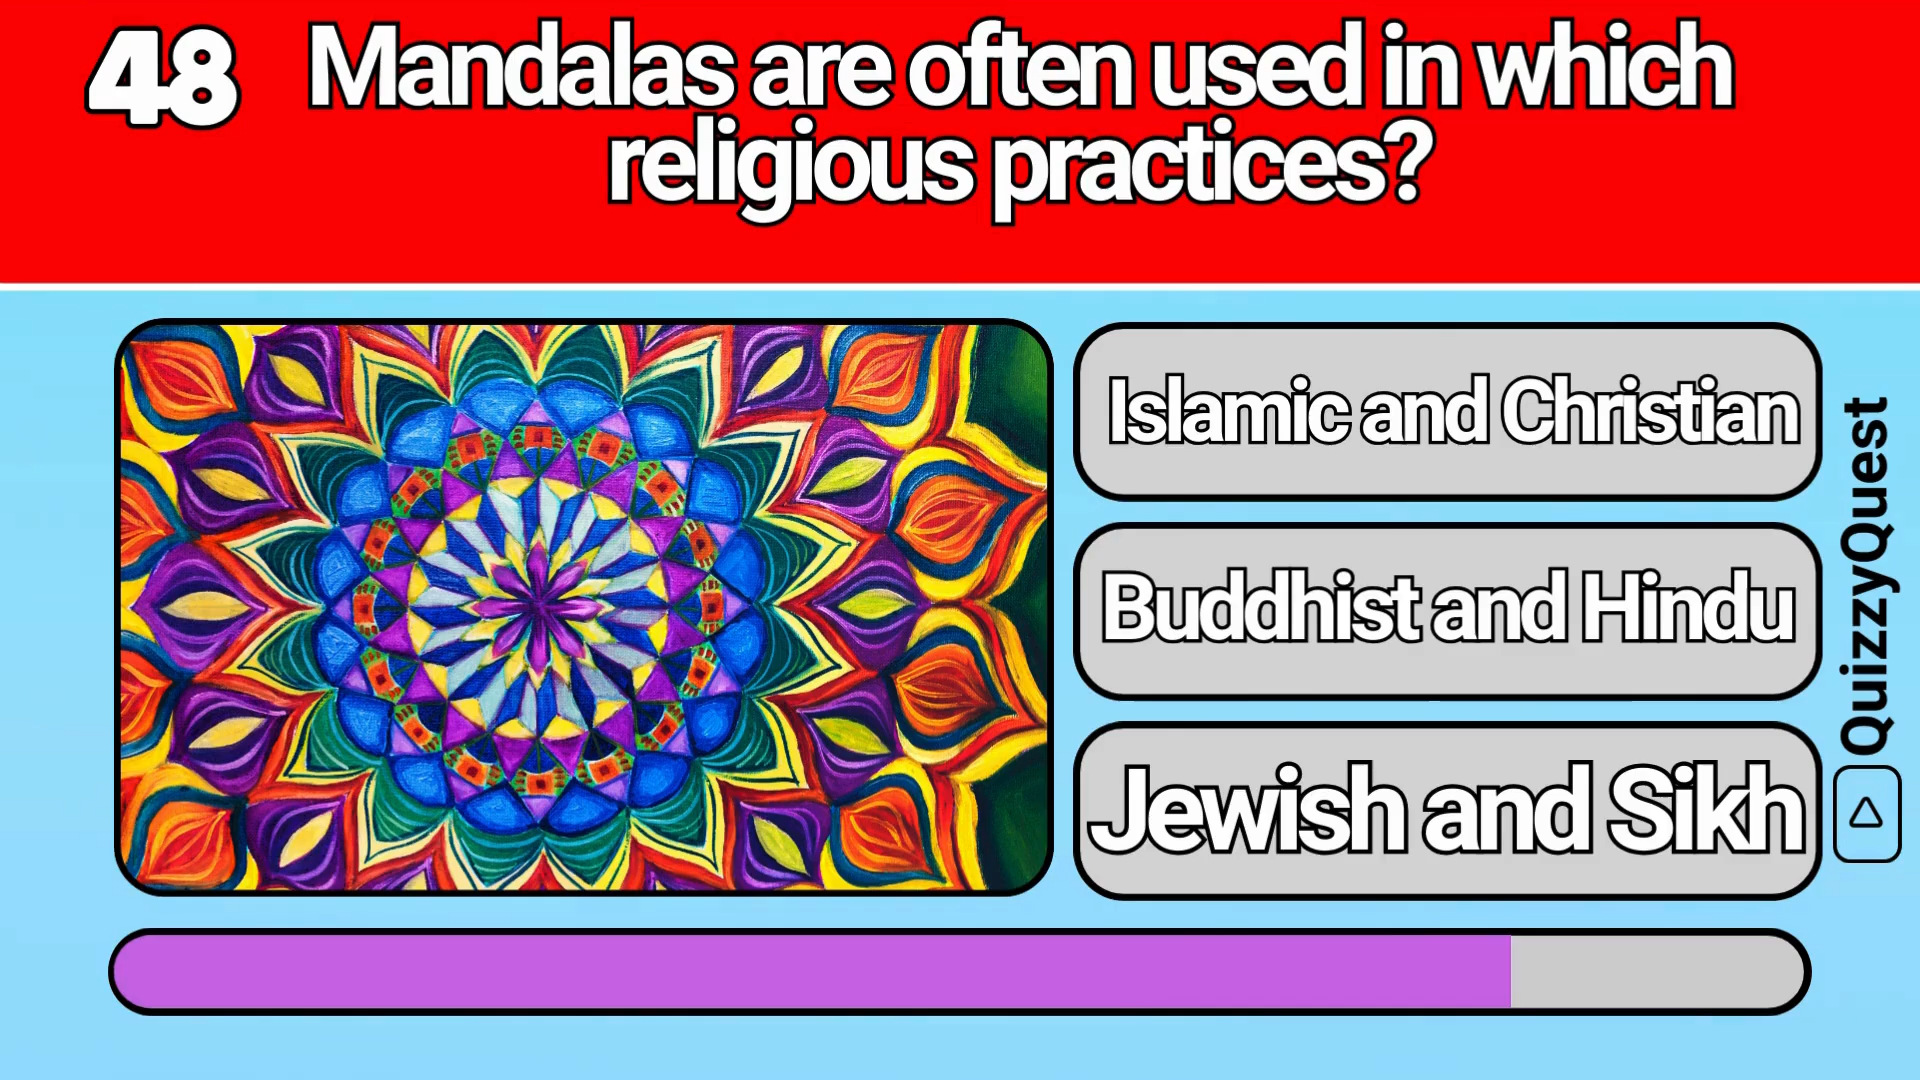 48
Mandalas are often used in which
religious practices?
Islamic and Christian
Buddhist and Hindu
Jewish and Sikh
QuizzyQuest